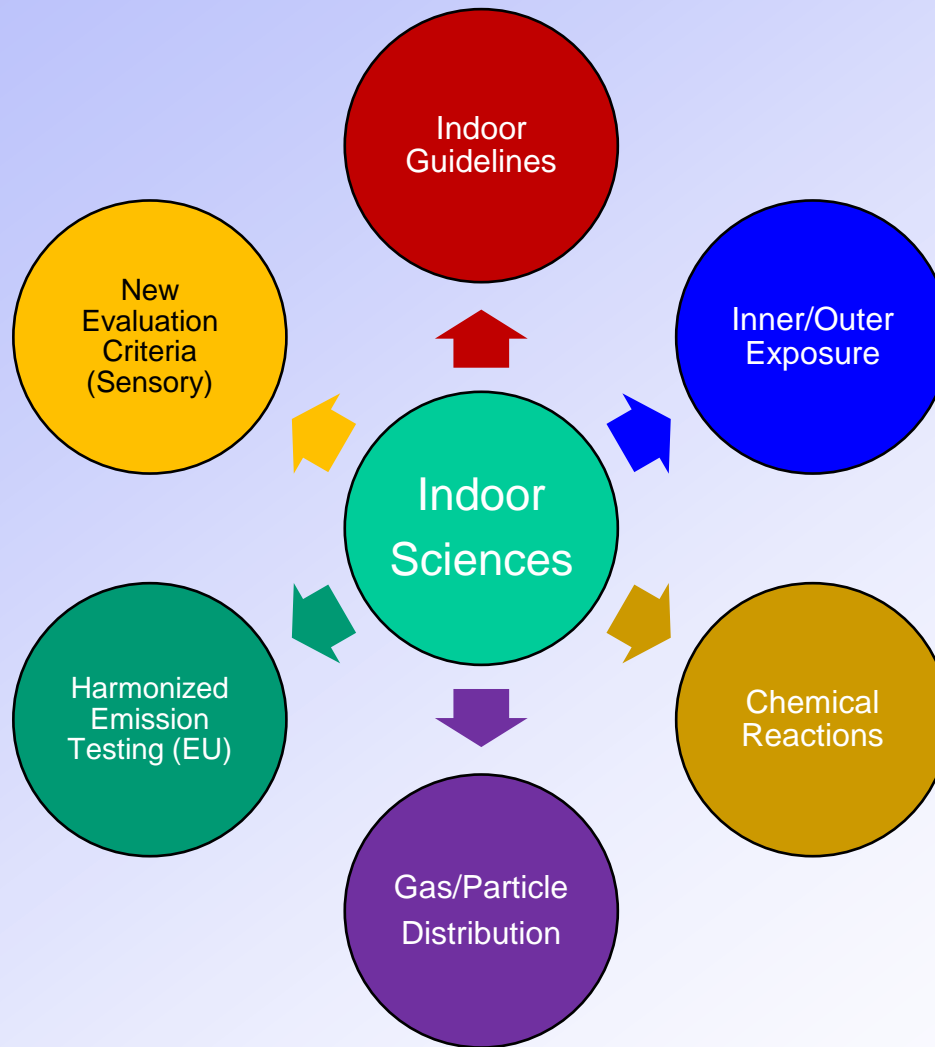 Indoor
Guidelines
New
Evaluation
Criteria
(Sensory)
Inner/Outer
Exposure
Indoor
Sciences
Harmonized
Emission
Testing (EU)
Chemical
Reactions
Gas/Particle
Distribution